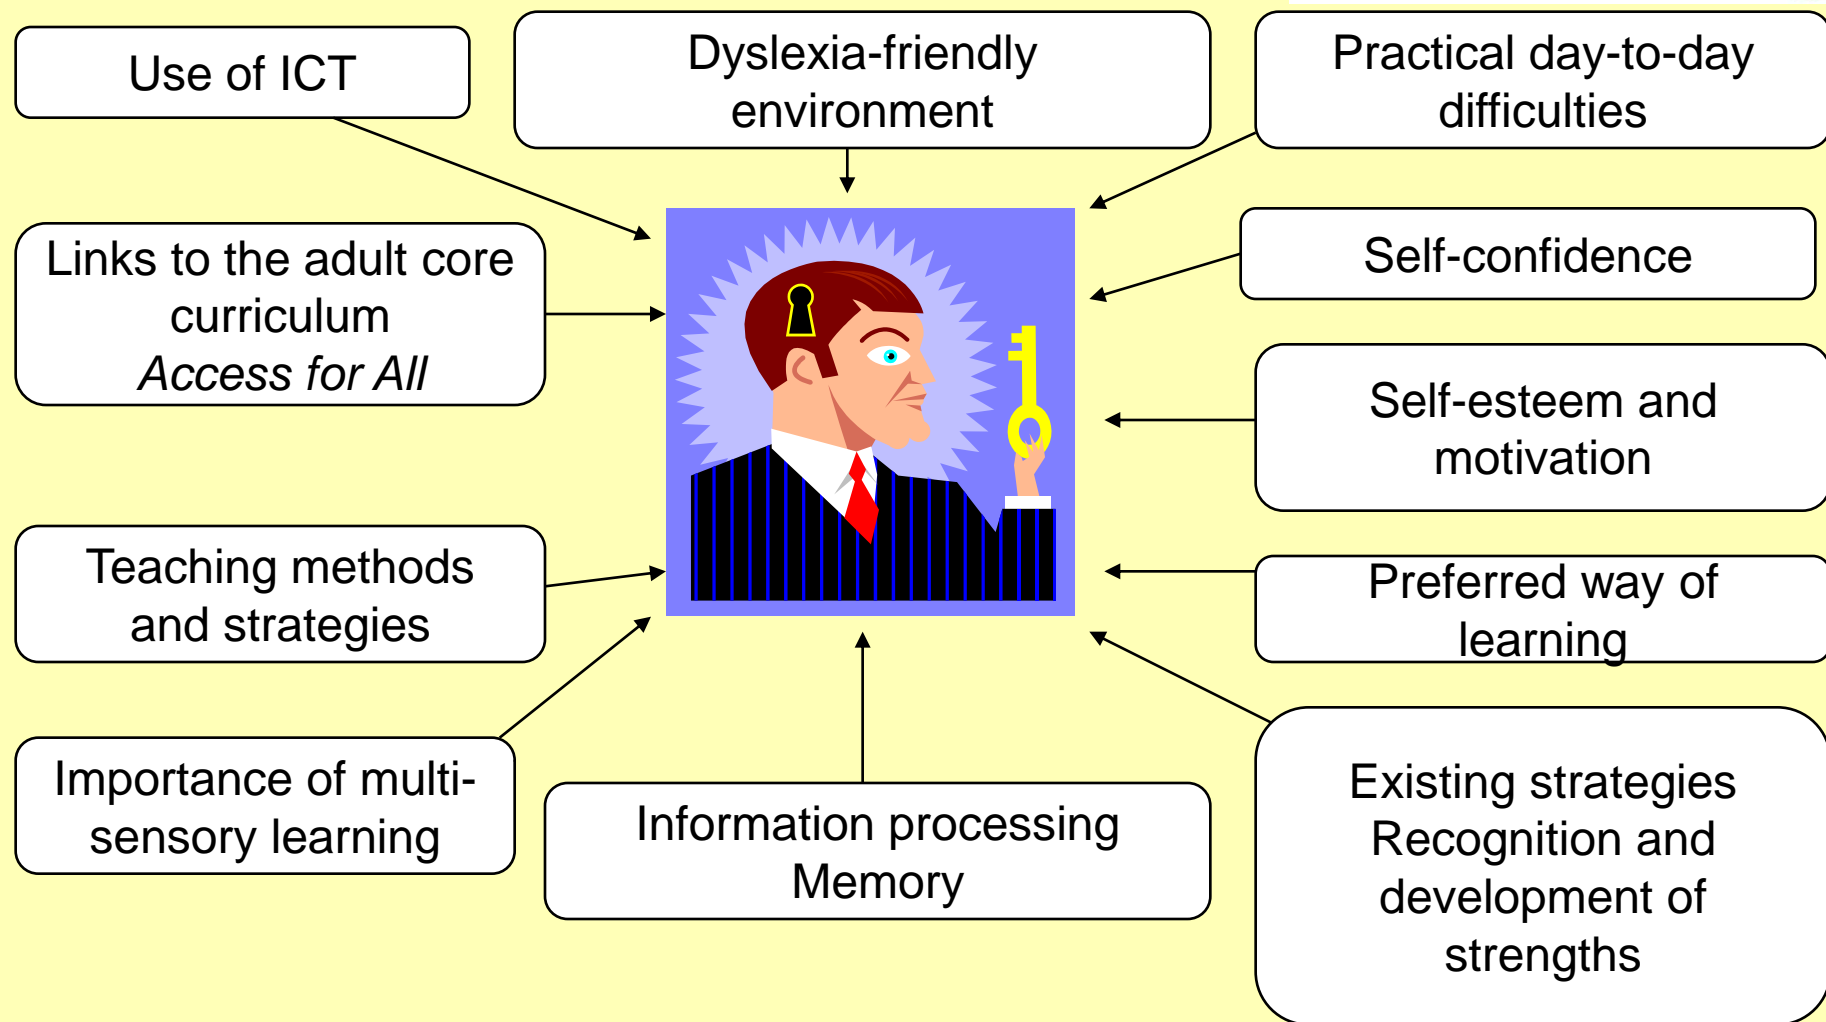 Use of ICT
Dyslexia-friendly
environment
Practical day-to-day
difficulties
Links to the adult core
curriculum
Access for All
Self-confidence
Self-esteem and
motivation
Teaching methods
and strategies
Preferred way of
learning
Importance of multi-
sensory learning
Information processing
Memory
Existing strategies
Recognition and
development of
strengths